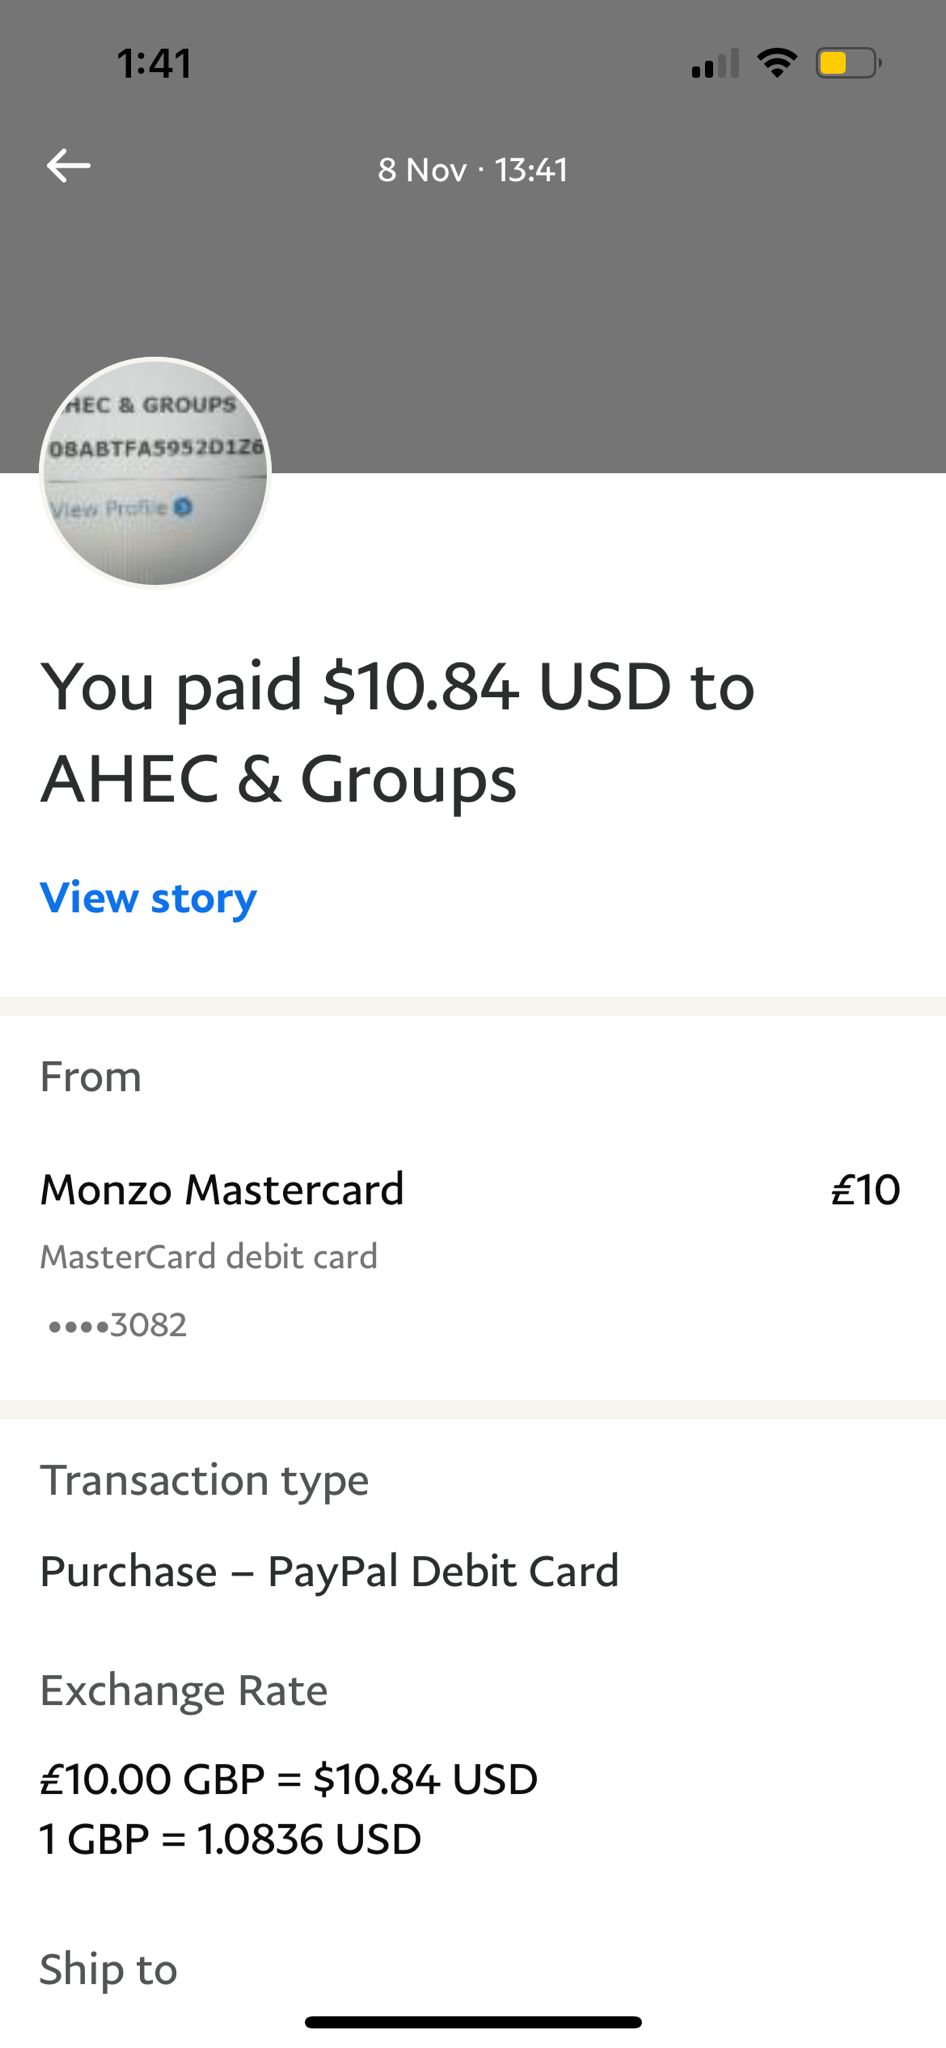 1:41
8 Nov · 13:41
HEC & GROUPS
08ABTFA5952D1Z6
View Profile
You paid $10.84 USD to
AHEC & Groups
View story
From
Monzo Mastercard £10
MasterCard debit card
••••3082
Transaction type
Purchase – PayPal Debit Card
Exchange Rate
£10.00 GBP = $10.84 USD
1 GBP = 1.0836 USD
Ship to